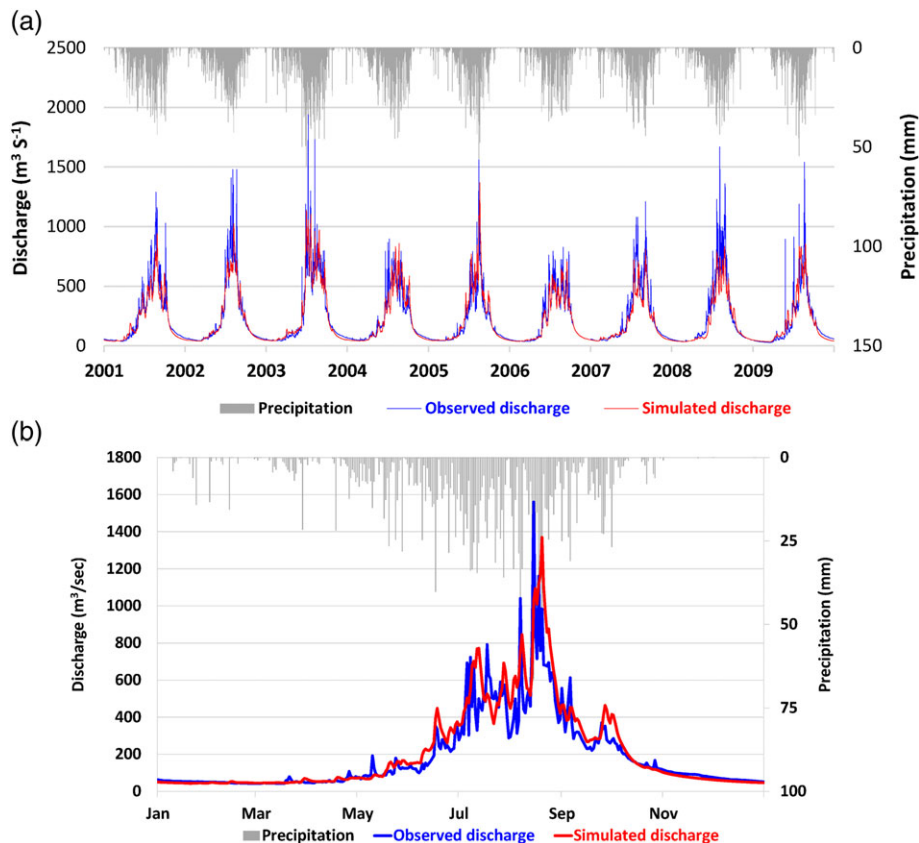 (a)
2500
2000
1500
1000
500
0
Discharge (m³ S⁻¹)
0
50
100
150
Precipitation (mm)
2001 2002 2003 2004 2005 2006 2007 2008 2009
Precipitation Observed discharge Simulated discharge
(b)
1800
1600
1400
1200
1000
800
600
400
200
0
Discharge (m³/sec)
0
25
50
75
100
Precipitation (mm)
Jan Mar May Jul Sep Nov
Precipitation Observed discharge Simulated discharge